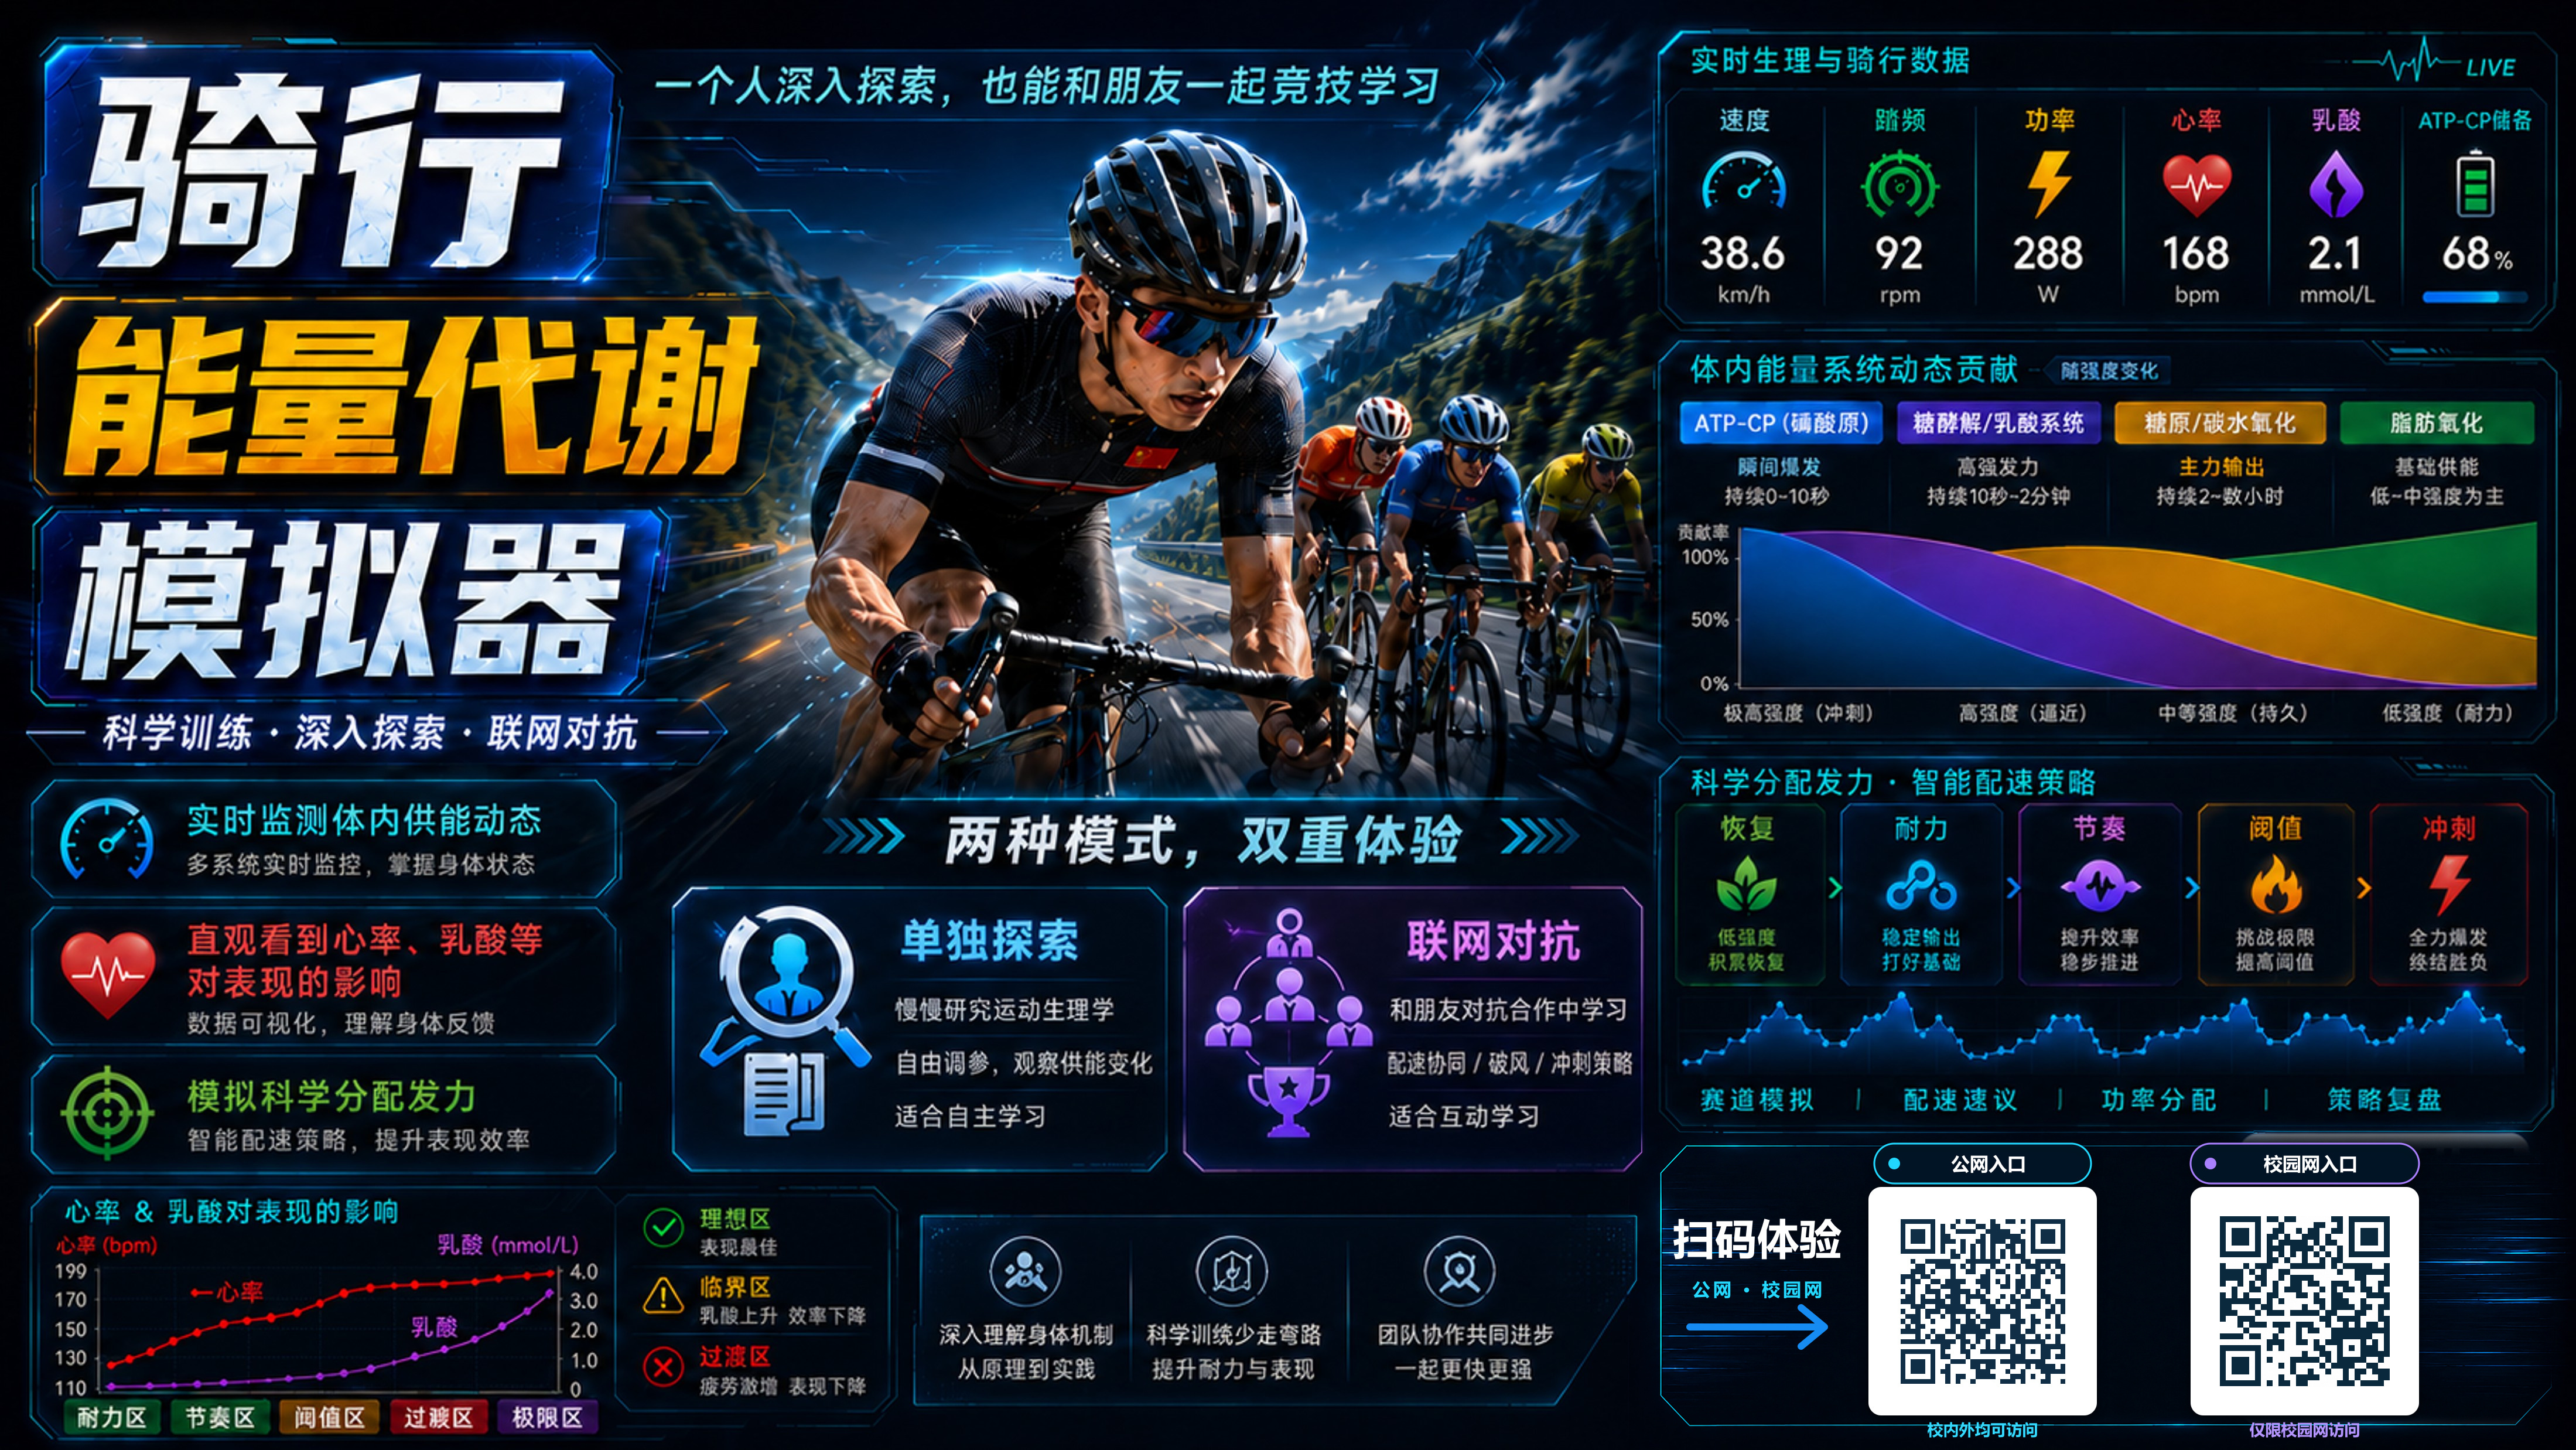 骑行
能量代谢
模拟器
科学训练 · 深入探索 · 联网对抗
一个人深入探索，也能和朋友一起竞技学习
实时监测体内供能动态
多系统实时监控，掌握身体状态
直观看到心率、乳酸等
对表现的影响
数据可视化，理解身体反馈
模拟科学分配发力
智能配速策略，提升表现效率
心率 & 乳酸对表现的影响
心率 (bpm)
乳酸 (mmol/L)
199
170
150
130
110
心率
乳酸
4.0
3.0
2.0
1.0
0
耐力区
节奏区
阈值区
过渡区
极限区
理想区
表现最佳
临界区
乳酸上升 效率下降
过渡区
疲劳激增 表现下降
两种模式，双重体验
单独探索
慢慢研究运动生理学
自由调参，观察供能变化
适合自主学习
联网对抗
和朋友对抗合作中学习
配速协同 / 破风 / 冲刺策略
适合互动学习
深入理解身体机制
从原理到实践
科学训练少走弯路
提升耐力与表现
团队协作共同进步
一起更快更强
实时生理与骑行数据
LIVE
速度
38.6
km/h
踏频
92
rpm
功率
288
W
心率
168
bpm
乳酸
2.1
mmol/L
ATP-CP储备
68%
体内能量系统动态贡献
随强度变化
ATP-CP (磷酸原)
瞬间爆发
持续0-10秒
糖酵解/乳酸系统
高强发力
持续10秒-2分钟
糖原/碳水氧化
主力输出
持续2~数小时
脂肪氧化
基础供能
低~中强度为主
贡献率
100%
50%
0%
极高强度（冲刺）
高强度（逼近）
中等强度（持久）
低强度（耐力）
科学分配发力 · 智能配速策略
恢复
低强度
积累恢复
耐力
稳定输出
打好基础
节奏
提升效率
稳步推进
阈值
挑战极限
提高阈值
冲刺
全力爆发
终结胜负
赛道模拟
配速速议
功率分配
策略复盘
扫码体验
公网 · 校园网
公网入口
校内外均可访问
校园网入口
仅限校园网访问